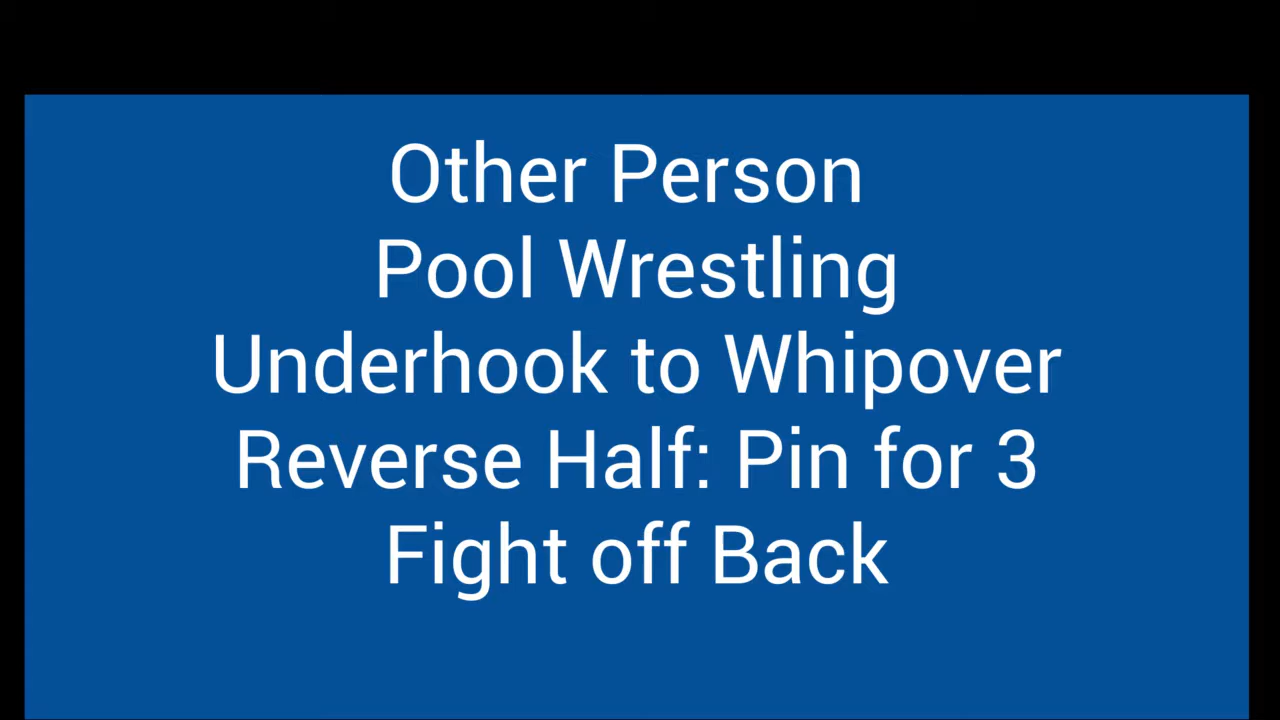 Other Person
Pool Wrestling
Underhook to Whipover
Reverse Half: Pin for 3
Fight off Back